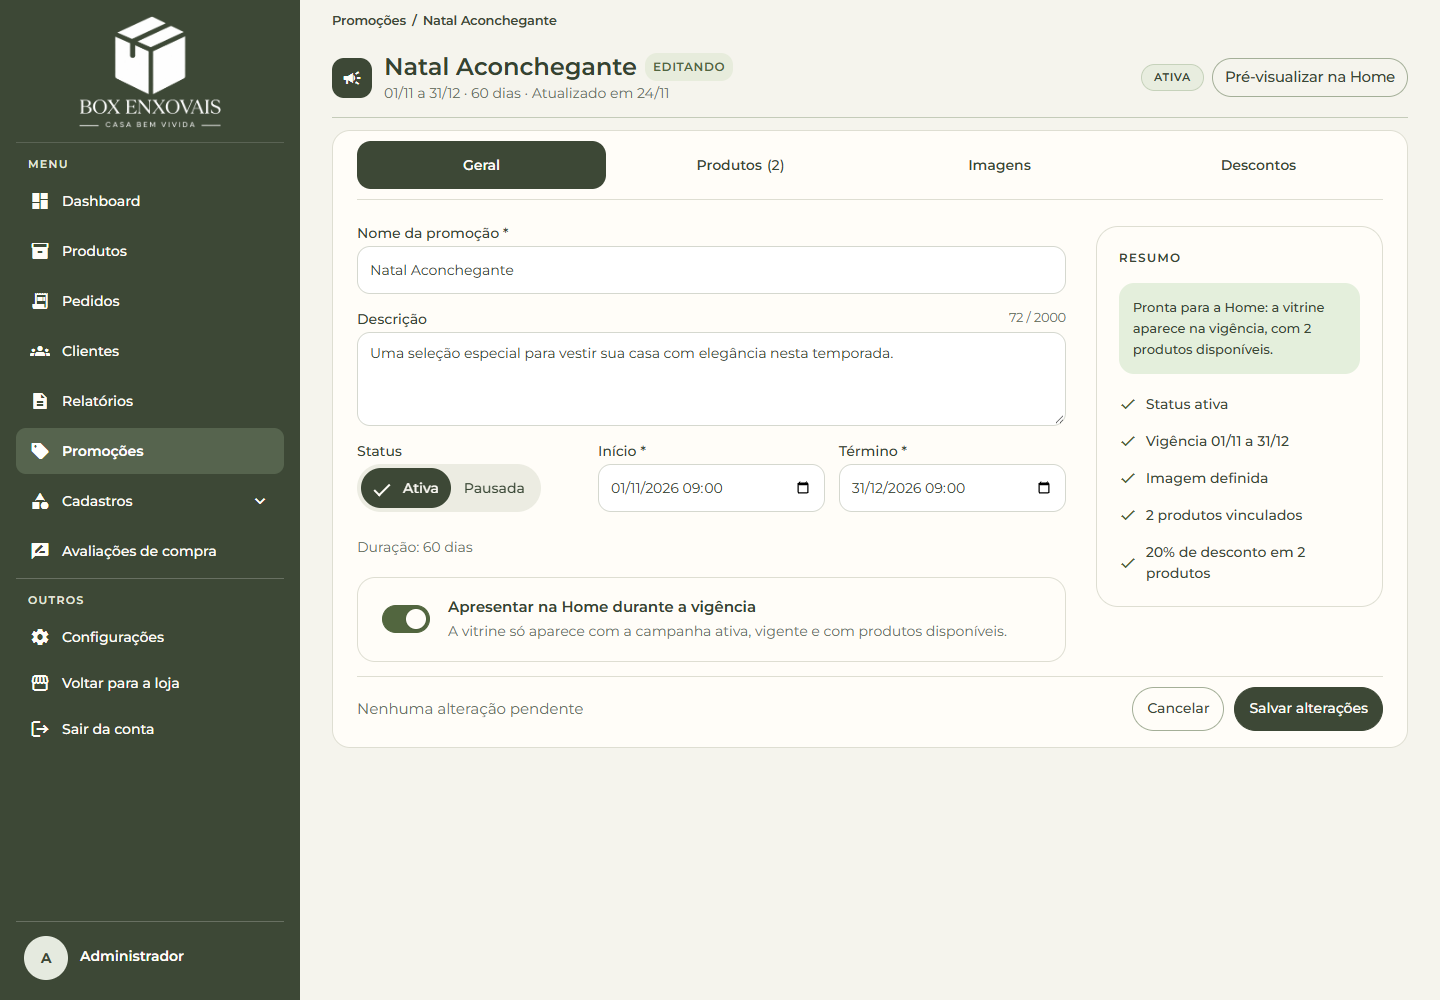 BOX ENXOVAIS
CASA BEM VIVIDA
MENU
Dashboard
Produtos
Pedidos
Clientes
Relatórios
Promoções
Cadastros
Avaliações de compra
OUTROS
Configurações
Voltar para a loja
Sair da conta
A
Administrador
Promoções / Natal Aconchegante
Natal Aconchegante EDITANDO
01/11 a 31/12 · 60 dias · Atualizado em 24/11
ATIVA
Pré-visualizar na Home
Geral
Produtos (2)
Imagens
Descontos
Nome da promoção *
Natal Aconchegante
Descrição
72 / 2000
Uma seleção especial para vestir sua casa com elegância nesta temporada.
Status
Ativa
Pausada
Início *
01/11/2026 09:00
Término *
31/12/2026 09:00
Duração: 60 dias
Apresentar na Home durante a vigência
A vitrine só aparece com a campanha ativa, vigente e com produtos disponíveis.
RESUMO
Pronta para a Home: a vitrine
aparece na vigência, com 2
produtos disponíveis.
Status ativa
Vigência 01/11 a 31/12
Imagem definida
2 produtos vinculados
20% de desconto em 2
produtos
Nenhuma alteração pendente
Cancelar
Salvar alterações